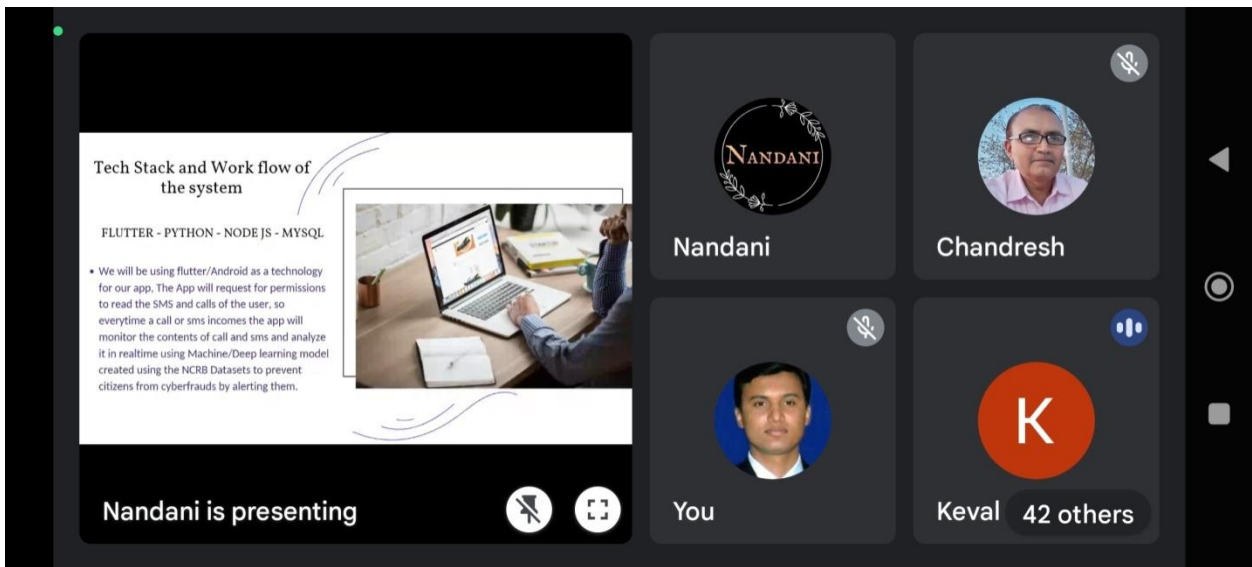 Tech Stack and Work flow of
the system
FLUTTER - PYTHON - NODE JS - MYSQL
• We will be using flutter/Android as a technology
for our app. The App will request for permissions
to read the SMS and calls of the user, so
everytime a call or sms incomes the app will
monitor the contents of call and sms and analyze
it in realtime using Machine/Deep learning model
created using the NCRB Datasets to prevent
citizens from cyberfrauds by alerting them.
Nandani is presenting
NANDANI
Nandani
Chandresh
You
K
Keval
42 others